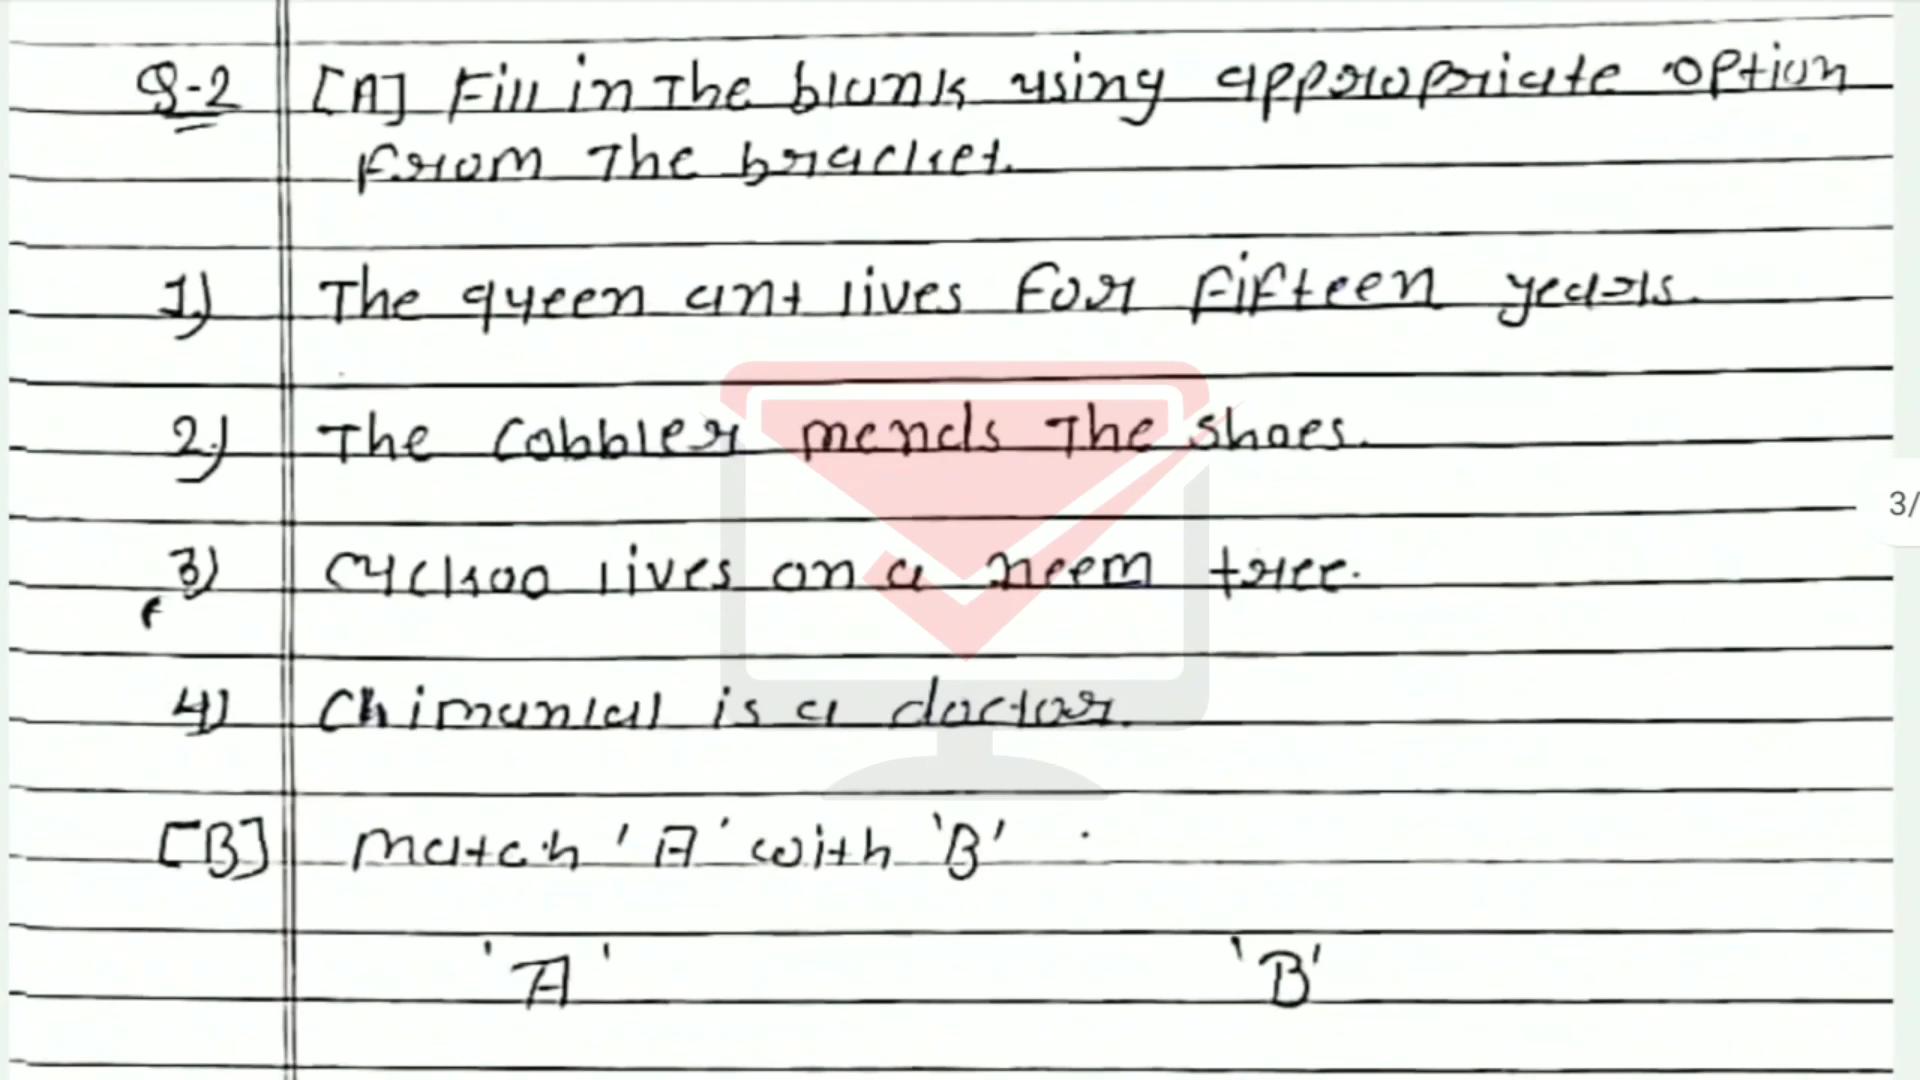 Q-2 [A] Fill in The blank using appropriate option
from The bracket.
1) The queen ant lives for fifteen years.
2) The Cobbler mends The shoes.
3) Cuckoo lives on a neem tree.
4) Chimanlal is a doctor.
[B] Match 'A' with 'B' :
'A' 'B'
3/